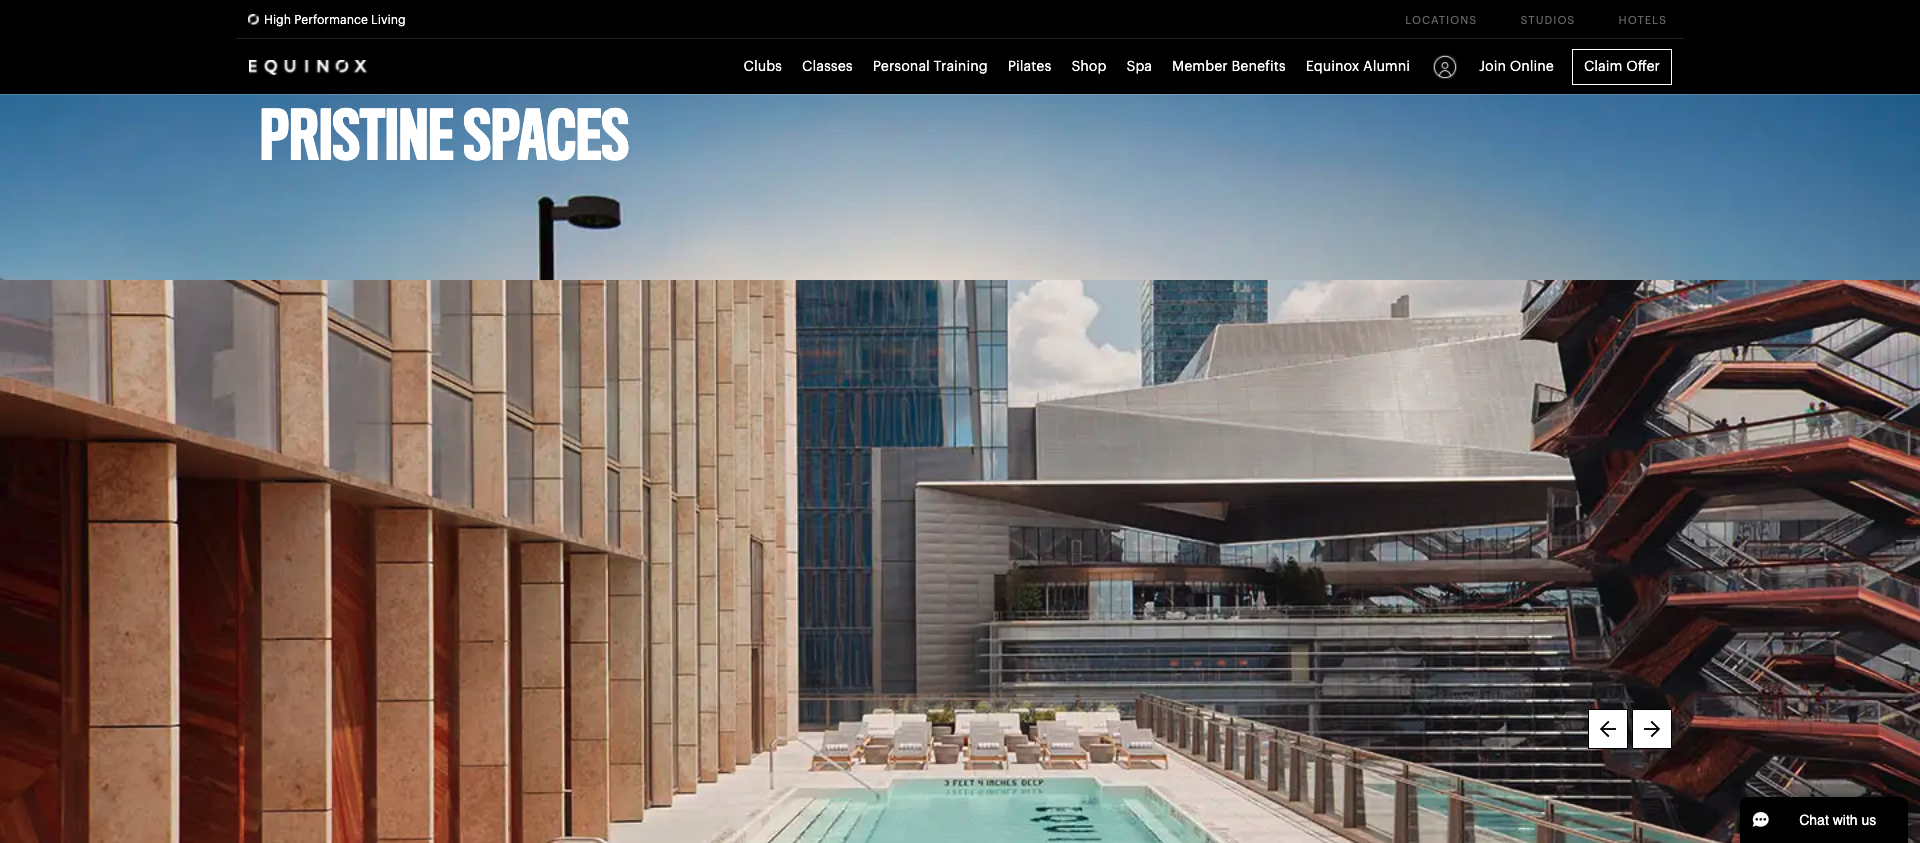 High Performance Living
LOCATIONS STUDIOS HOTELS
EQUINOX
Clubs Classes Personal Training Pilates Shop Spa Member Benefits Equinox Alumni Join Online Claim Offer
PRISTINE SPACES
3 FEET 4 INCHES DEEP
Chat with us